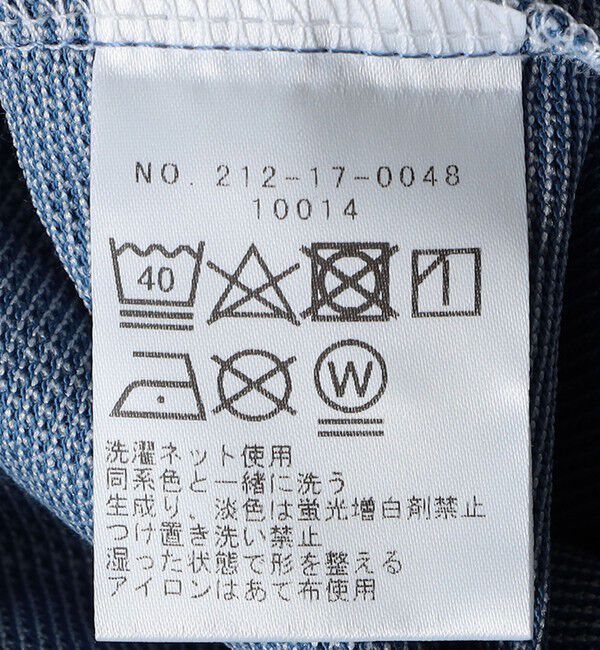 NO. 212-17-0048
10014
40
W
洗濯ネット使用
同系色と一緒に洗う
生成り、淡色は蛍光増白剤禁止
つけ置き洗い禁止
湿った状態で形を整える
アイロンはあて布使用